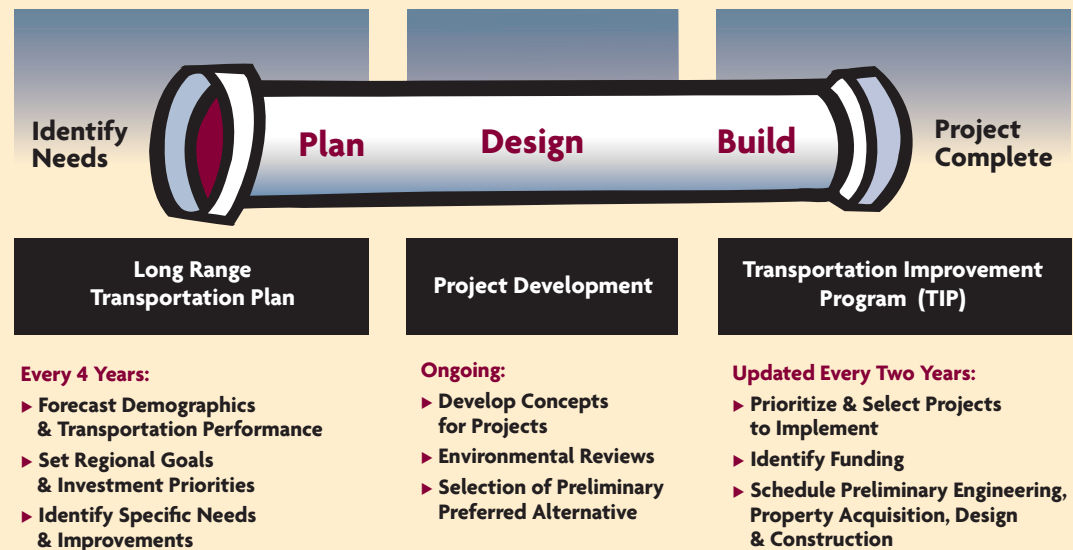 Identify
Needs
Plan
Design
Build
Project
Complete
Long Range
Transportation Plan
Every 4 Years:
▶ Forecast Demographics
& Transportation Performance
▶ Set Regional Goals
& Investment Priorities
▶ Identify Specific Needs
& Improvements
Project Development
Ongoing:
▶ Develop Concepts
for Projects
▶ Environmental Reviews
▶ Selection of Preliminary
Preferred Alternative
Transportation Improvement
Program (TIP)
Updated Every Two Years:
▶ Prioritize & Select Projects
to Implement
▶ Identify Funding
▶ Schedule Preliminary Engineering,
Property Acquisition, Design
& Construction